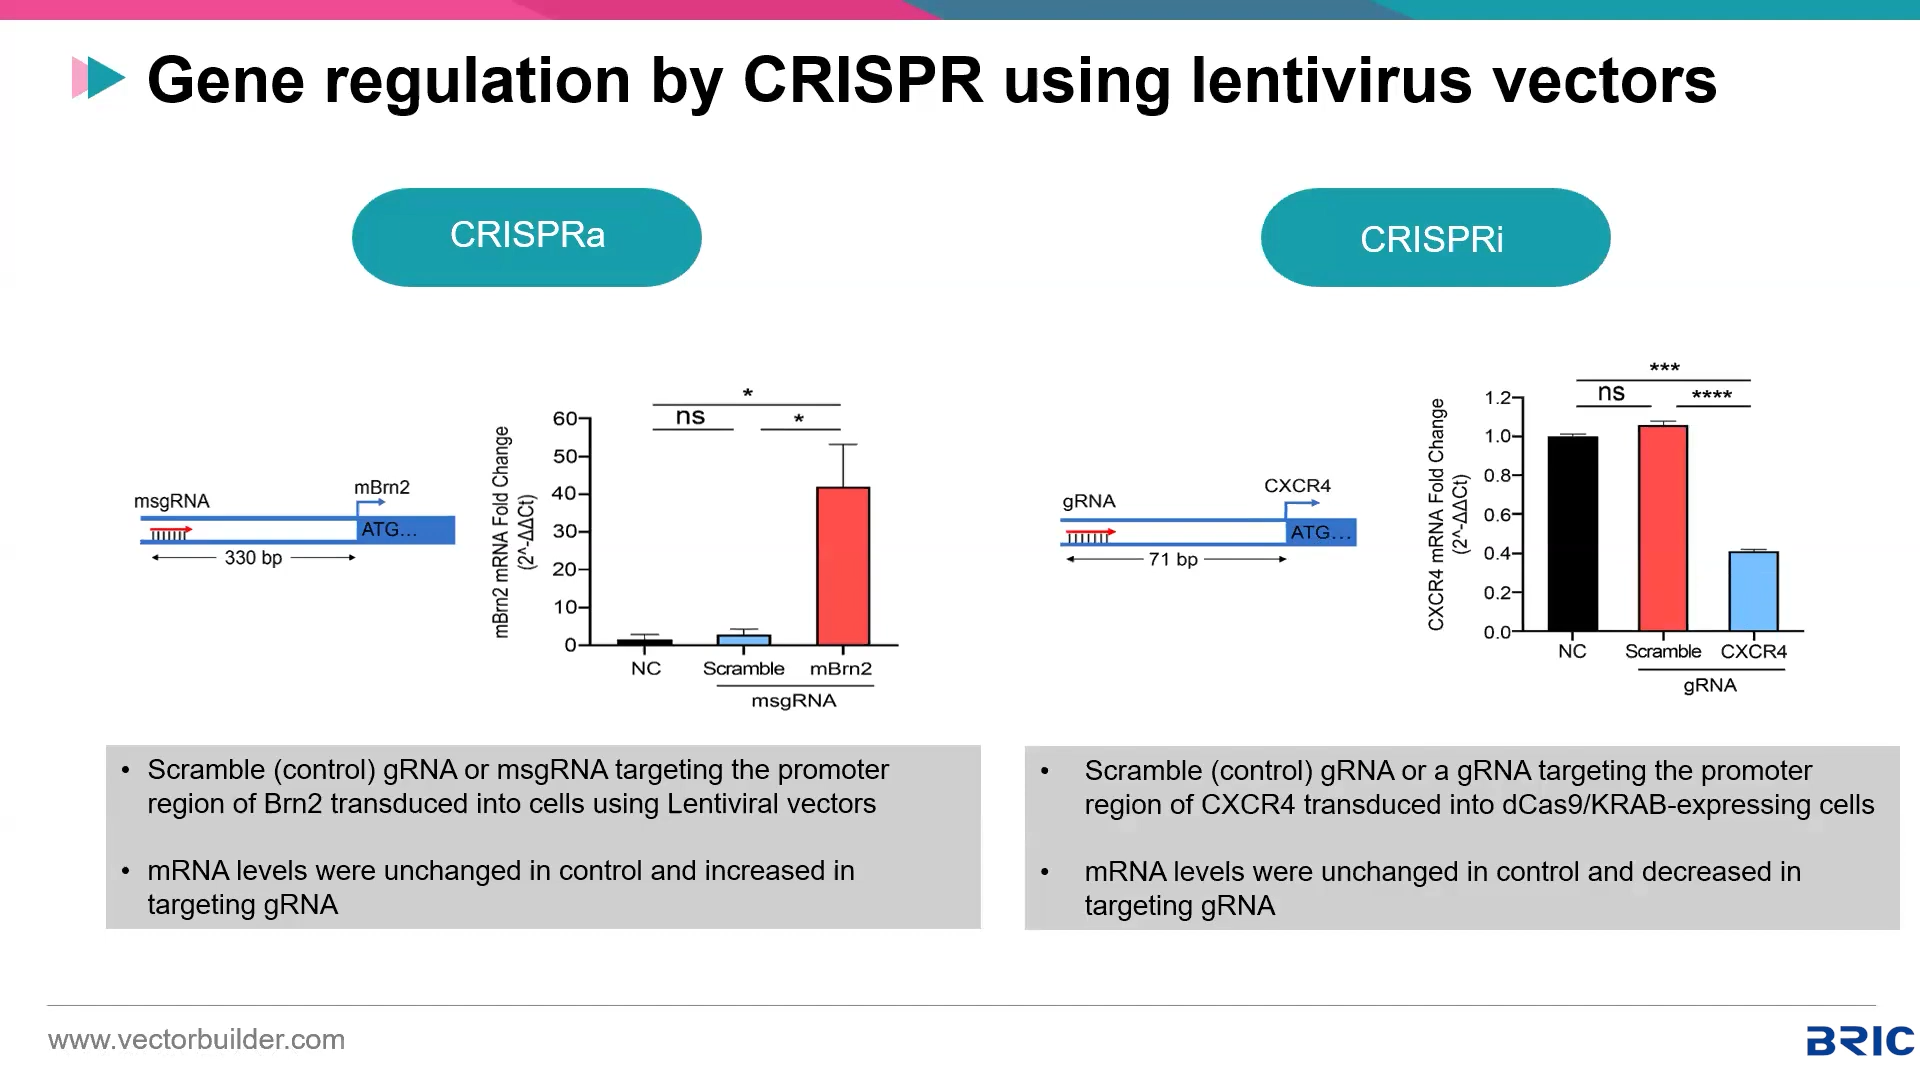 Gene regulation by CRISPR using lentivirus vectors
CRISPRa
CRISPRi
msgRNA
mBrn2
ATG...
330 bp
mBrn2 mRNA Fold Change
(2^-ΔΔCt)
60
50
40
30
20
10
0
*
ns
*
NC
Scramble
mBrn2
msgRNA
gRNA
CXCR4
ATG...
71 bp
CXCR4 mRNA Fold Change
(2^-ΔΔCt)
1.2
1.0
0.8
0.6
0.4
0.2
0.0
***
ns
****
NC
Scramble
CXCR4
gRNA
• Scramble (control) gRNA or msgRNA targeting the promoter
region of Brn2 transduced into cells using Lentiviral vectors
• mRNA levels were unchanged in control and increased in
targeting gRNA
• Scramble (control) gRNA or a gRNA targeting the promoter
region of CXCR4 transduced into dCas9/KRAB-expressing cells
• mRNA levels were unchanged in control and decreased in
targeting gRNA
www.vectorbuilder.com
BRIC